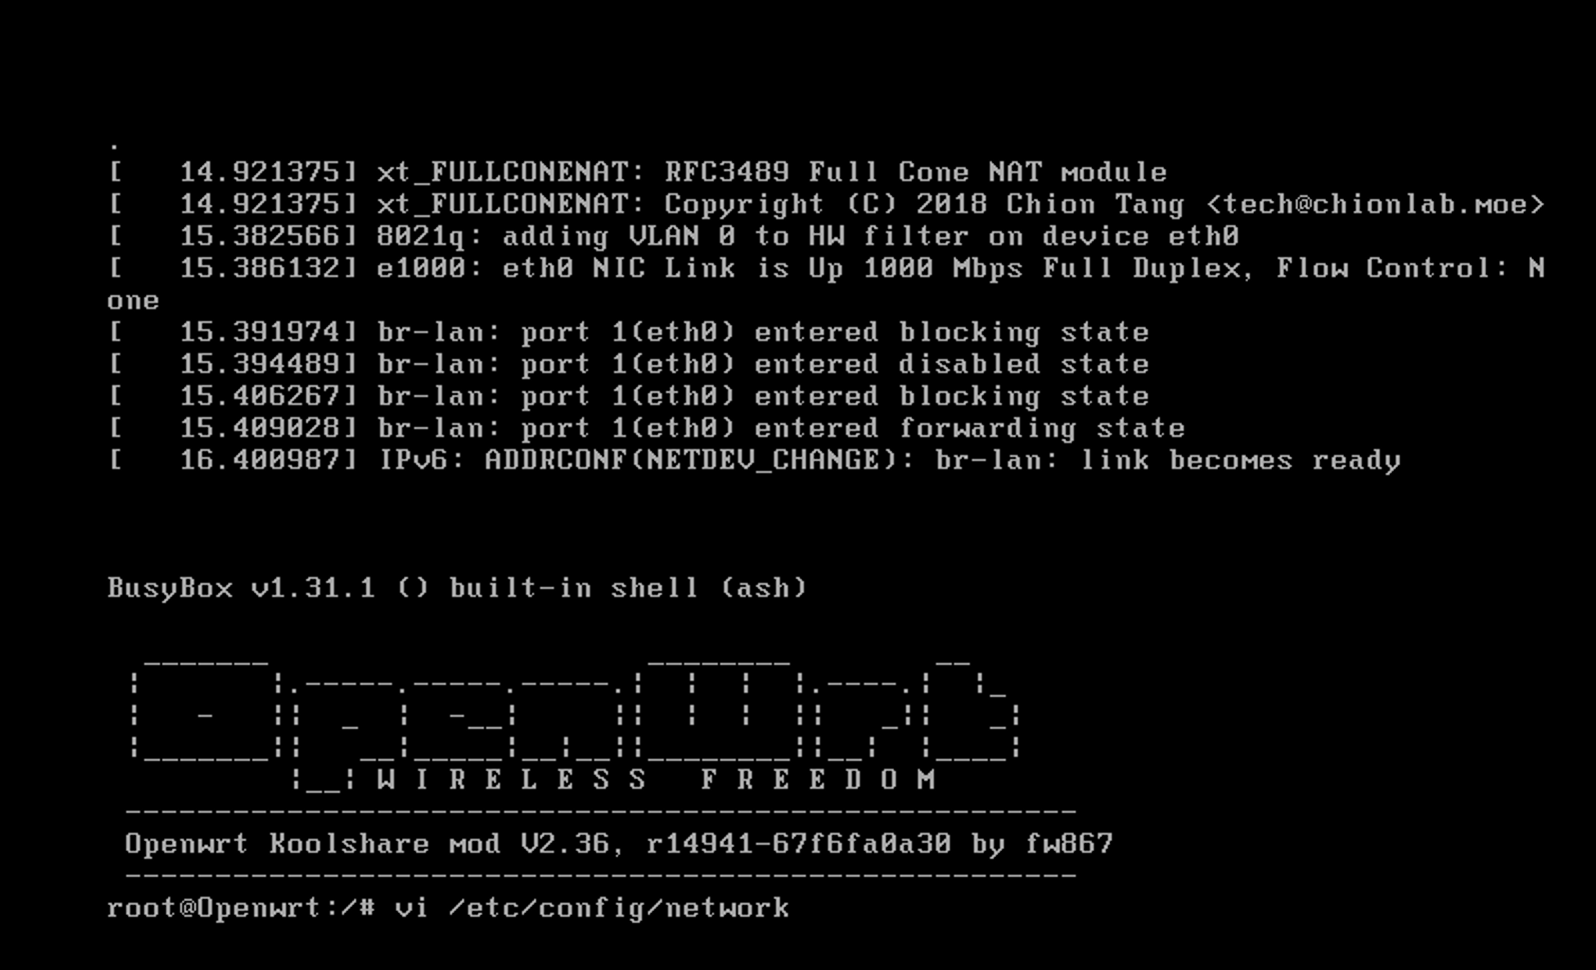 .
[   14.921375] xt_FULLCONENAT: RFC3489 Full Cone NAT module
[   14.921375] xt_FULLCONENAT: Copyright (C) 2018 Chion Tang <tech@chionlab.moe>
[   15.382566] 8021q: adding VLAN 0 to HW filter on device eth0
[   15.386132] e1000: eth0 NIC Link is Up 1000 Mbps Full Duplex, Flow Control: N
one
[   15.391974] br-lan: port 1(eth0) entered blocking state
[   15.394489] br-lan: port 1(eth0) entered disabled state
[   15.406267] br-lan: port 1(eth0) entered blocking state
[   15.409028] br-lan: port 1(eth0) entered forwarding state
[   16.400987] IPv6: ADDRCONF(NETDEV_CHANGE): br-lan: link becomes ready
BusyBox v1.31.1 () built-in shell (ash)
OpenWrt
W I R E L E S S   F R E E D O M
Openwrt Koolshare mod V2.36, r14941-67f6fa0a30 by fw867
root@Openwrt:/# vi /etc/config/network